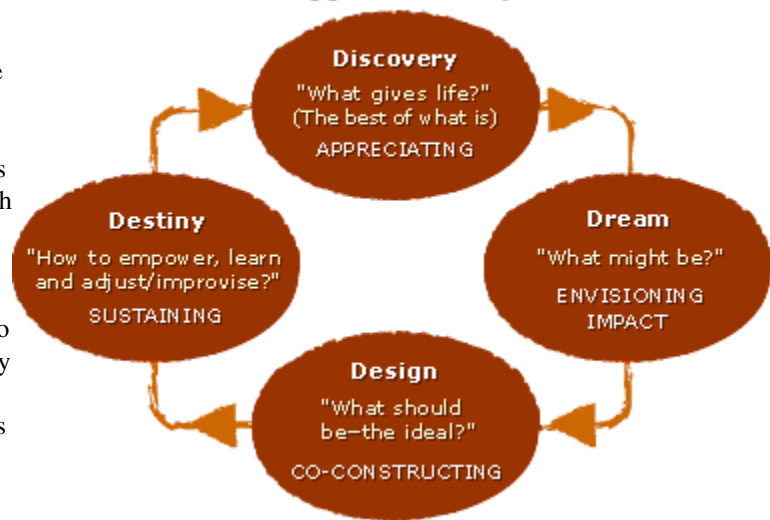 Discovery
"What gives life?"
(The best of what is)
APPRECIATING
Dream
"What might be?"
ENVISIONING
IMPACT
Design
"What should
be–the ideal?"
CO-CONSTRUCTING
Destiny
"How to empower, learn
and adjust/improvise?"
SUSTAINING